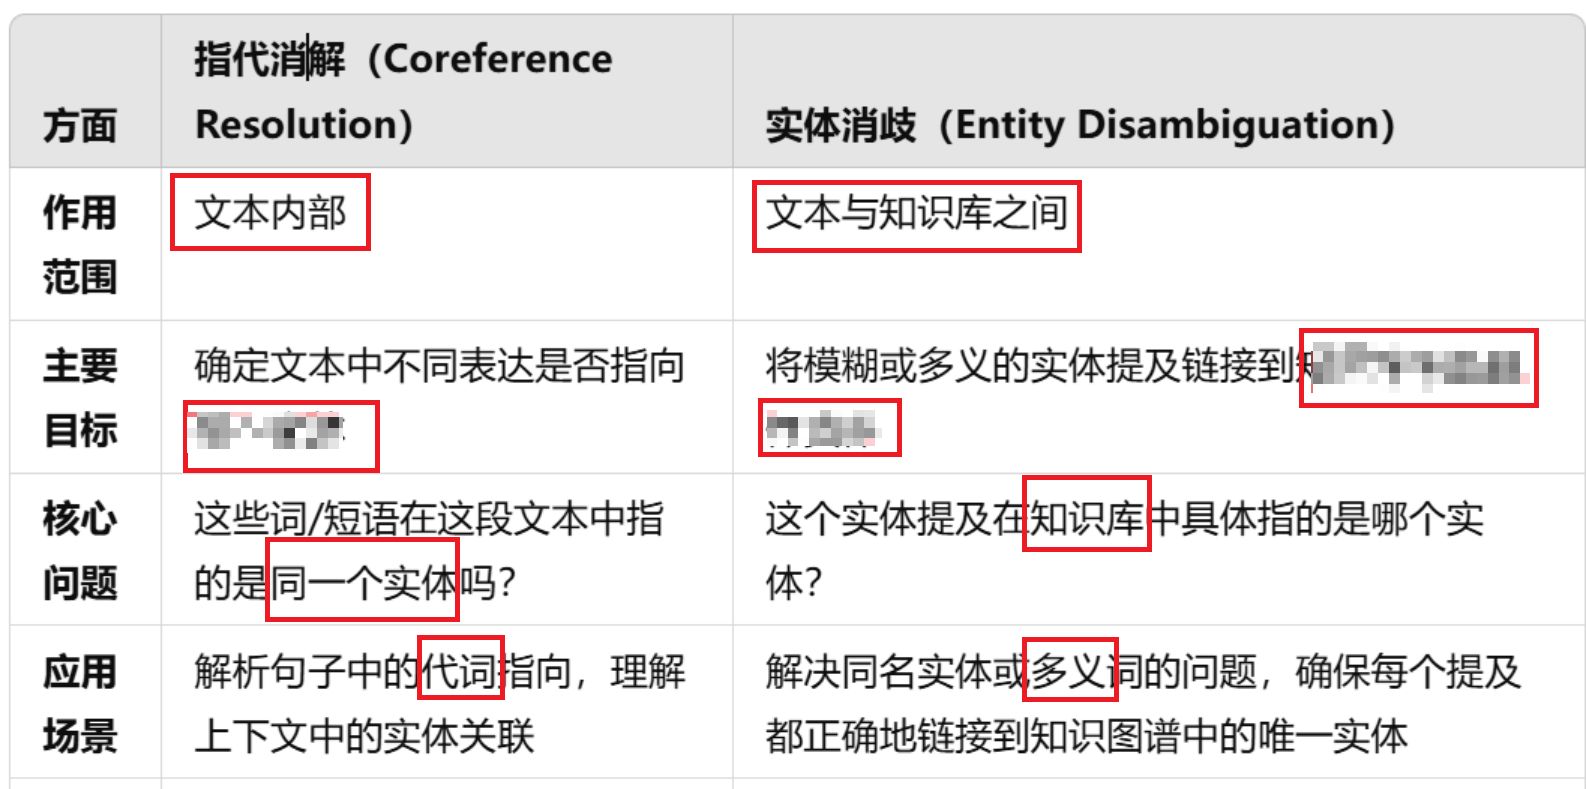 指代消解（Coreference
Resolution）
方面
实体消歧（Entity Disambiguation）
作用
范围
文本内部
文本与知识库之间
主要
目标
确定文本中不同表达是否指向
将模糊或多义的实体提及链接到
核心
问题
这些词/短语在这段文本中指
的是同一个实体吗？
这个实体提及在知识库中具体指的是哪个实
体？
应用
场景
解析句子中的代词指向，理解
上下文中的实体关联
解决同名实体或多义词的问题，确保每个提及
都正确地链接到知识图谱中的唯一实体